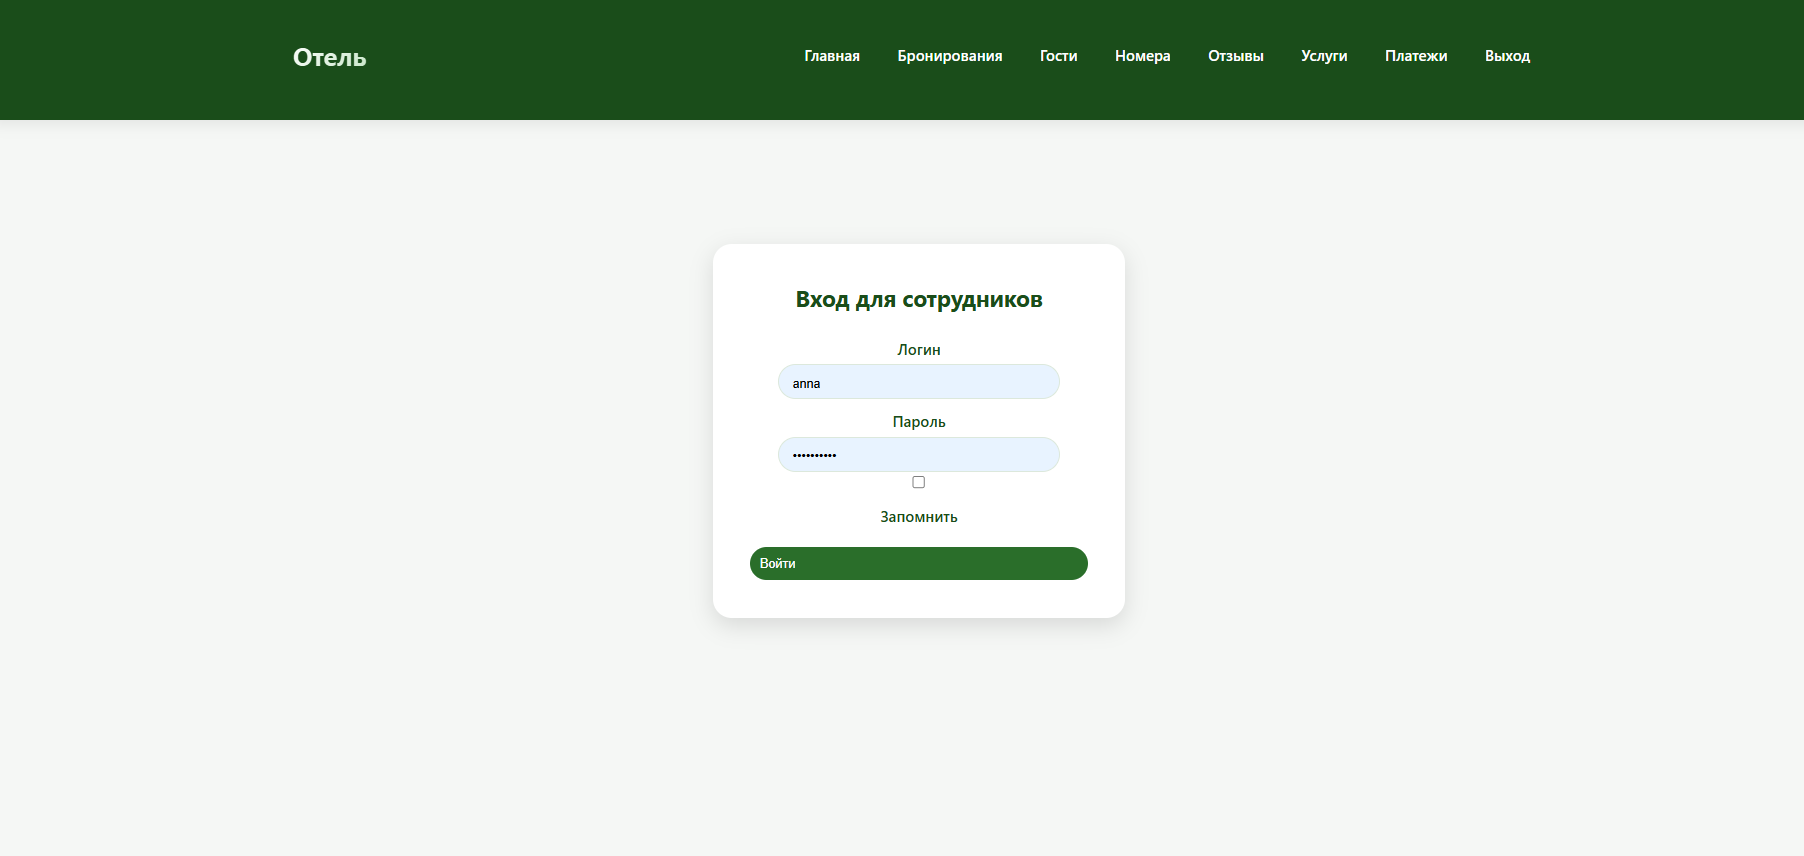 Отель
Главная Бронирования Гости Номера Отзывы Услуги Платежи Выход
Вход для сотрудников
Логин
anna
Пароль
••••••••••
Запомнить
Войти